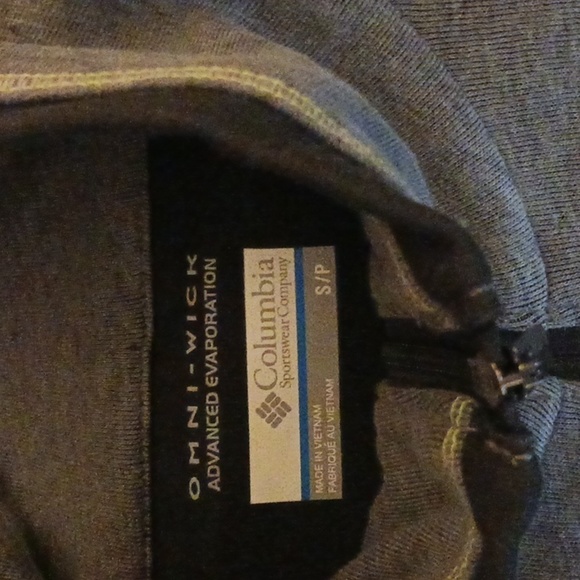 OMNI-WICK
ADVANCED EVAPORATION
Columbia
Sportswear Company
S/P
MADE IN VIETNAM
FABRIQUÉ AU VIETNAM